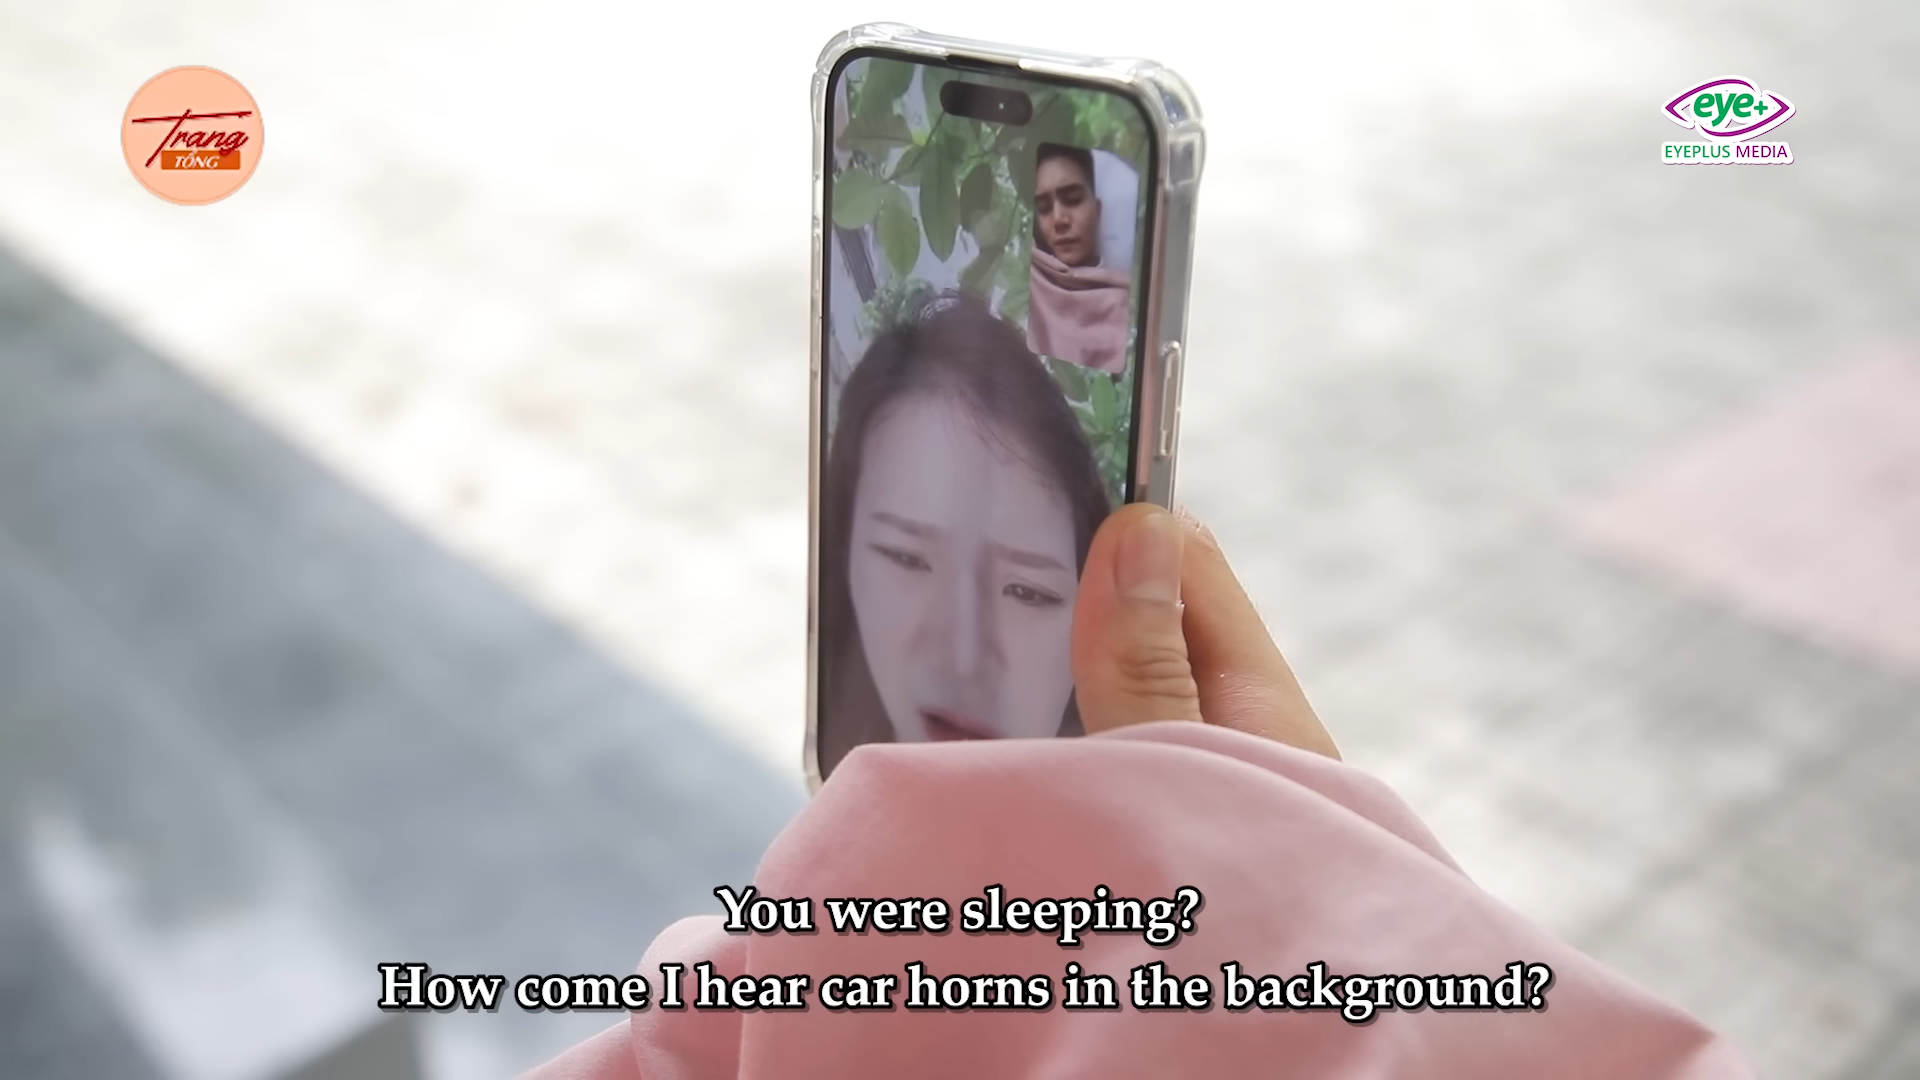 Trang
TỐNG
eye+
EYEPLUS MEDIA
You were sleeping?
How come I hear car horns in the background?